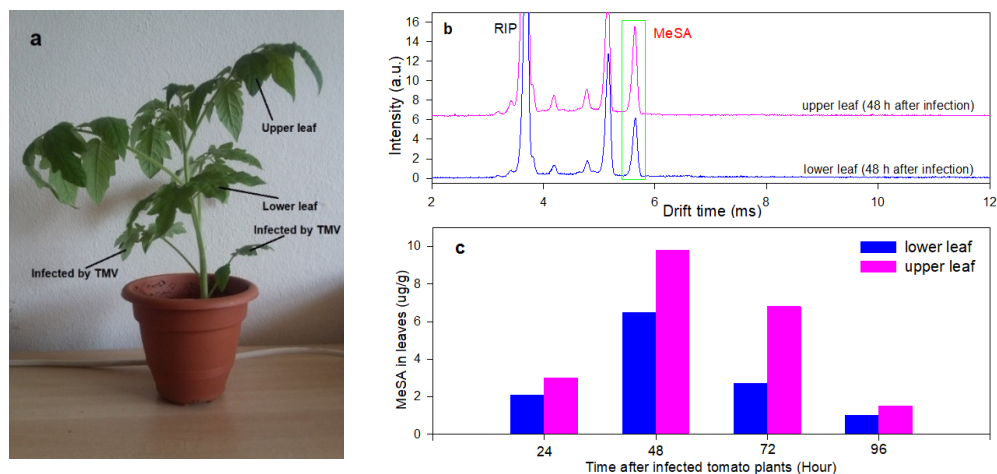 a
Upper leaf
Lower leaf
Infected by TMV
Infected by TMV
b
RIP
MeSA
16
14
12
10
8
6
4
2
0
Intensity (a.u.)
upper leaf (48 h after infection)
lower leaf (48 h after infection)
2 4 6 8 10 12
Drift time (ms)
c
lower leaf
upper leaf
10
8
6
4
2
0
MeSA in leaves (ug/g)
24 48 72 96
Time after infected tomato plants (Hour)